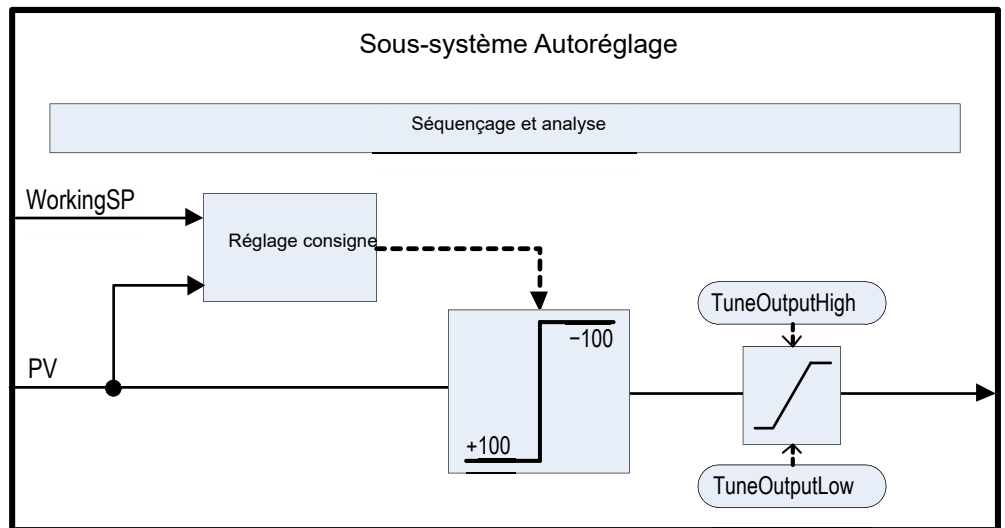 Sous-système Autoréglage
Séquençage et analyse
WorkingSP
Réglage consigne
TuneOutputHigh
−100
PV
+100
TuneOutputLow